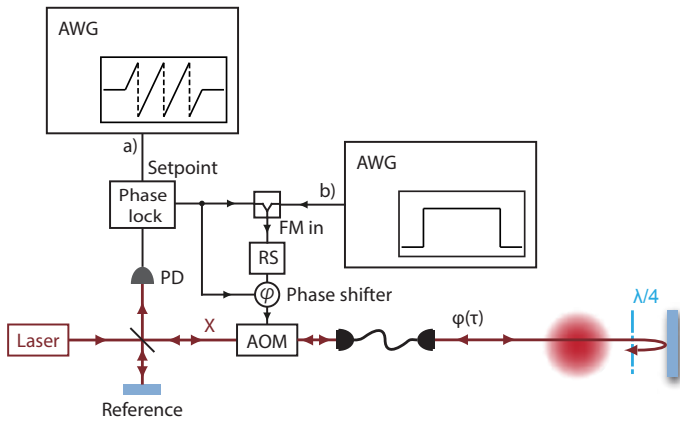 AWG
a)
Setpoint
Phase
lock
b)
AWG
FM in
RS
PD
φ
Phase shifter
λ/4
Laser
X
AOM
φ(τ)
Reference